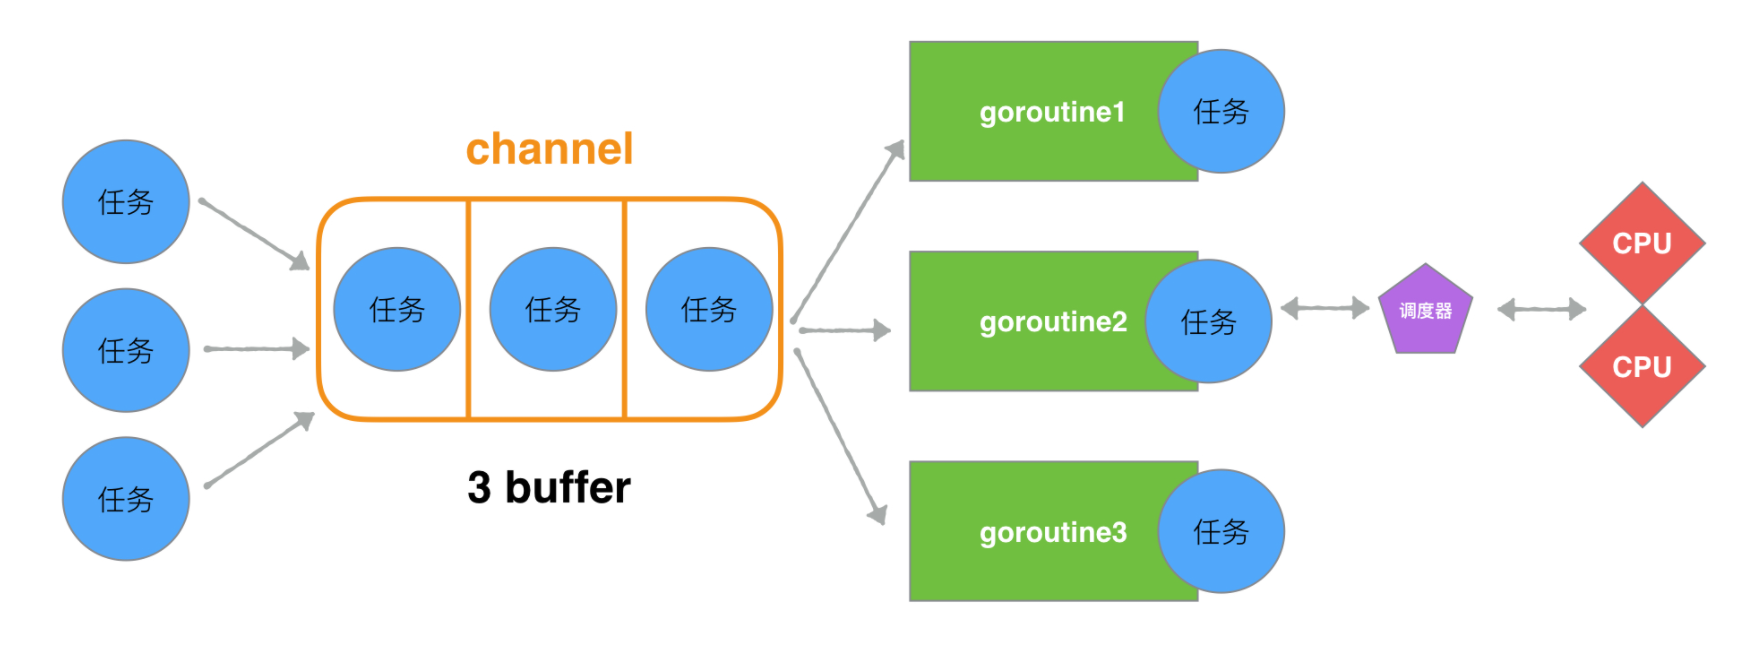 任务
任务
任务
channel
任务 任务 任务
3 buffer
goroutine1 任务
goroutine2 任务
goroutine3 任务
调度器
CPU
CPU